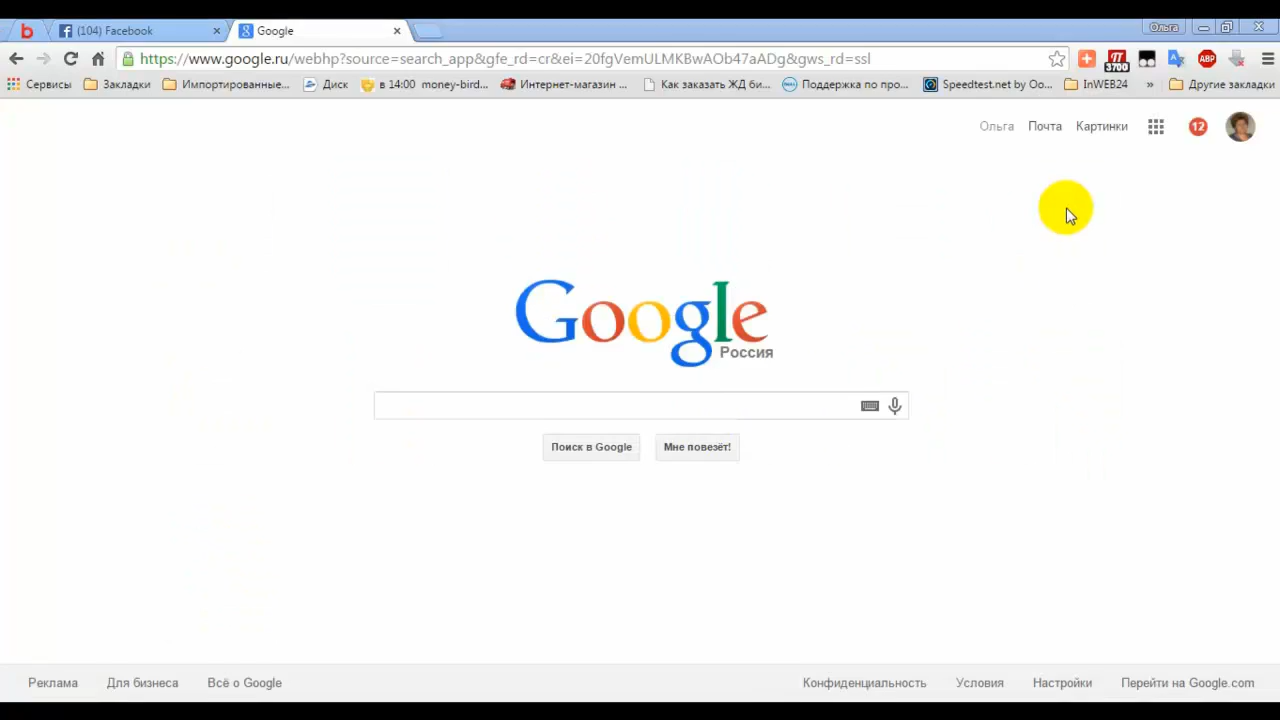 (104) Facebook
Google
Ольга
https://www.google.ru/webhp?source=search_app&gfe_rd=cr&ei=20fgVemULMKBwAOb47aADg&gws_rd=ssl
3700
ABP
Сервисы
Закладки
Импортированные...
Диск
в 14:03 money-bird...
Интернет-магазин ...
Как заказать ЖД би...
Поддержка по про...
Speedtest.net by Oo...
InWEB24
»
Другие закладки
Ольга
Почта
Картинки
12
Google
Россия
Поиск в Google
Мне повезёт!
Реклама
Для бизнеса
Всё о Google
Конфиденциальность
Условия
Настройки
Перейти на Google.com